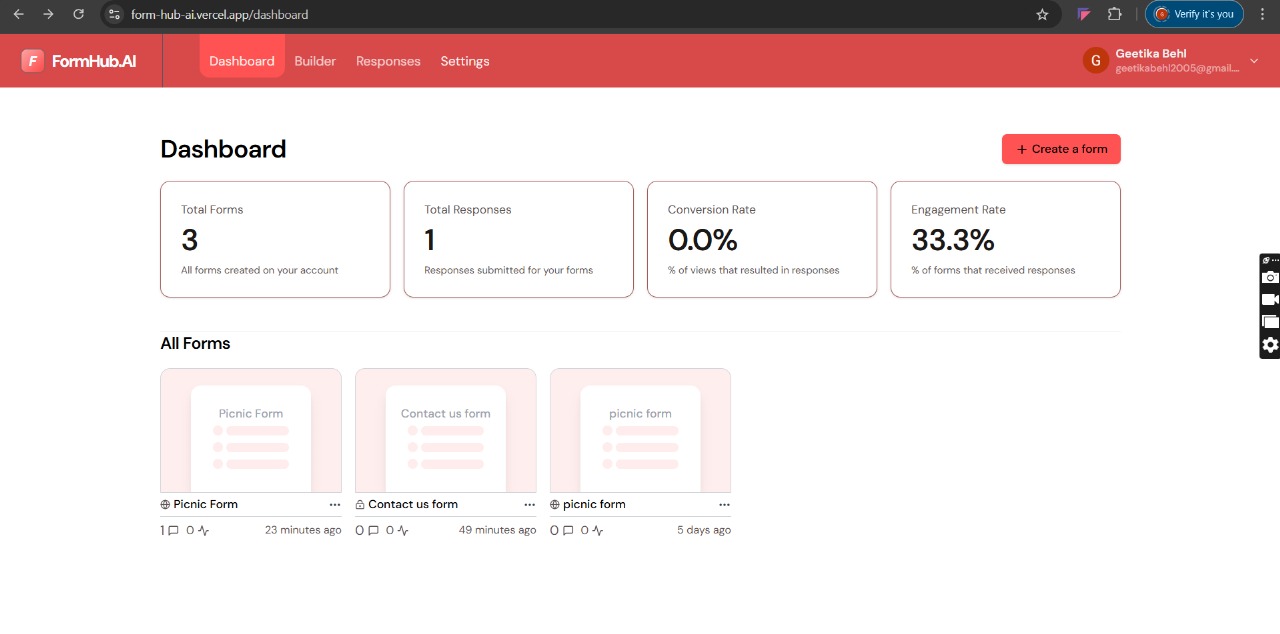 form-hub-ai.vercel.app/dashboard
Verify it's you
F FormHub.AI
Dashboard Builder Responses Settings
G
Geetika Behl
geetikabehl2005@gmail....
Dashboard
+ Create a form
Total Forms
3
All forms created on your account
Total Responses
1
Responses submitted for your forms
Conversion Rate
0.0%
% of views that resulted in responses
Engagement Rate
33.3%
% of forms that received responses
All Forms
Picnic Form
Picnic Form ...
1 0 23 minutes ago
Contact us form
Contact us form ...
0 0 49 minutes ago
picnic form
picnic form ...
0 0 5 days ago